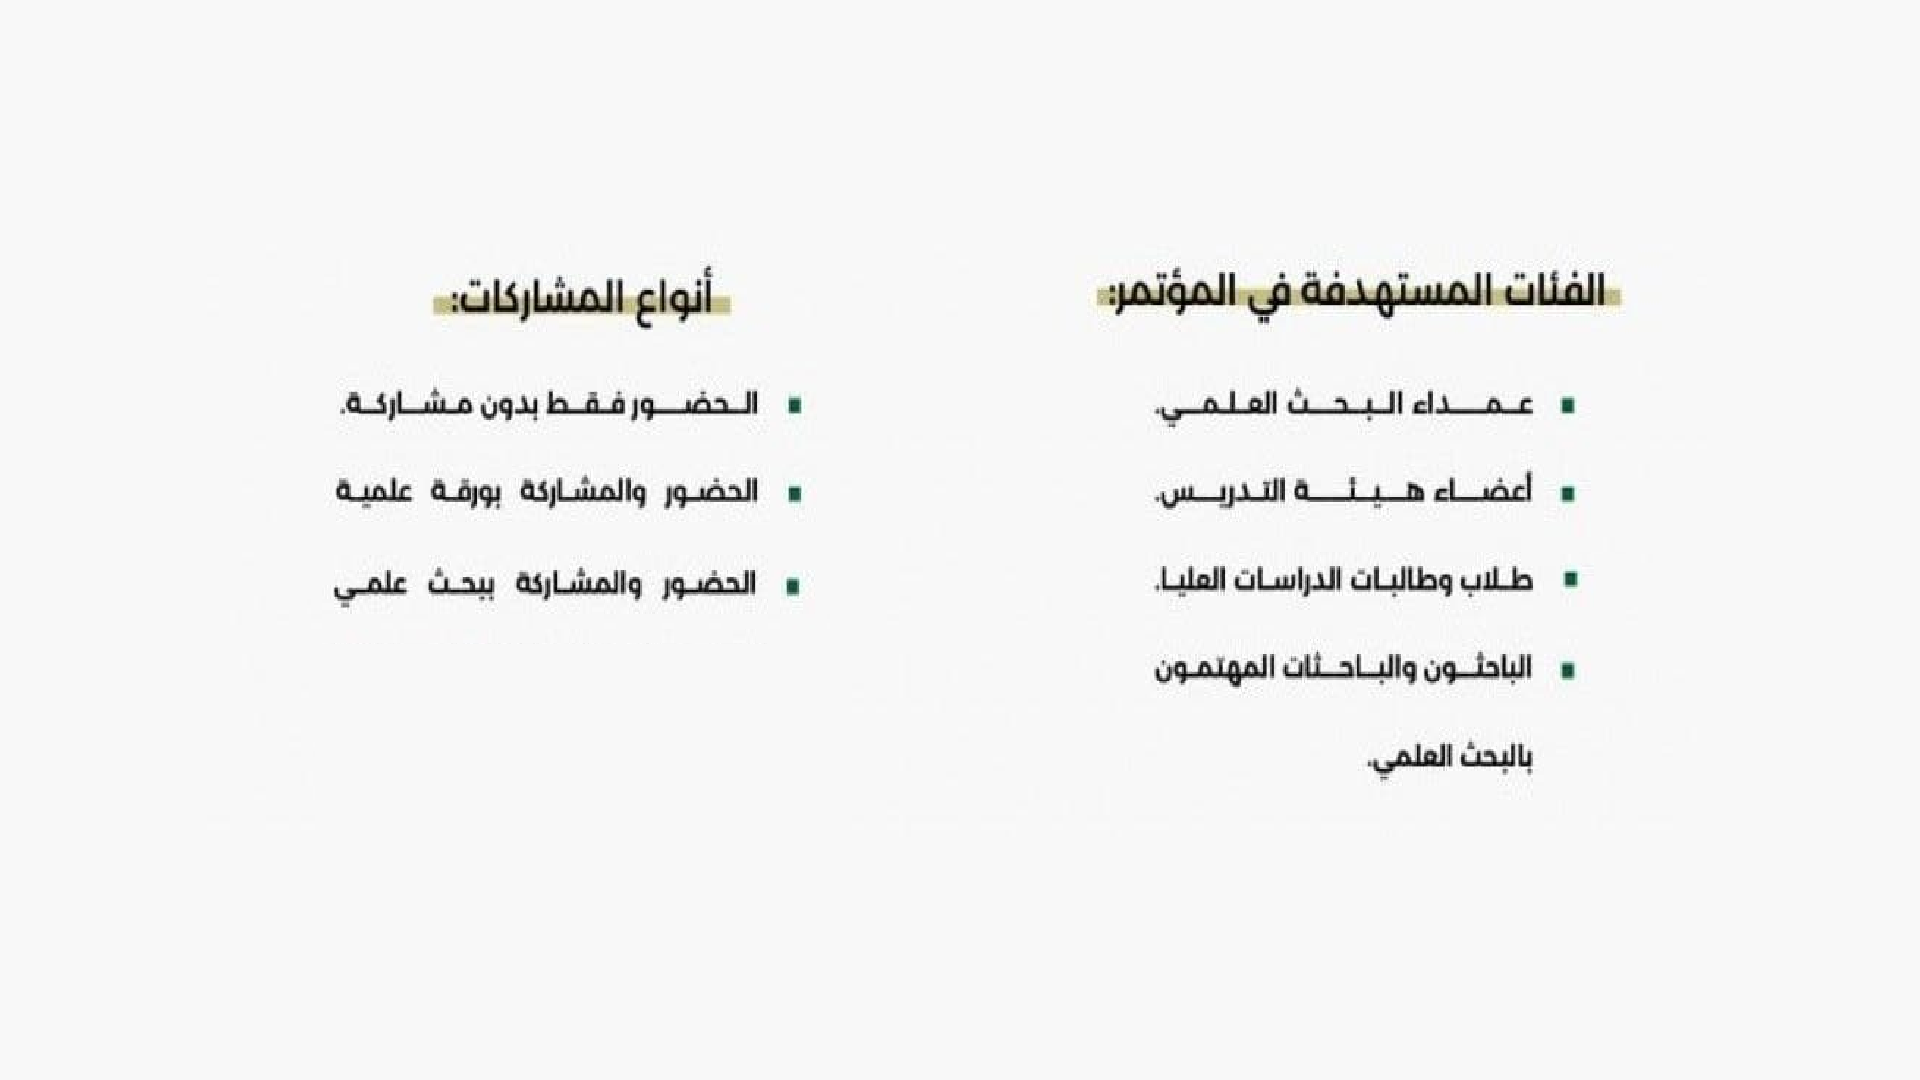 الفئات المستهدفة في المؤتمر:
عمداء البحث العلمي.
أعضاء هيئة التدريس.
طلاب وطالبات الدراسات العليا.
الباحثون والباحثات المهتمون
بالبحث العلمي.
أنواع المشاركات:
الحضور فقط بدون مشاركة.
الحضور والمشاركة بورقة علمية
الحضور والمشاركة ببحث علمي